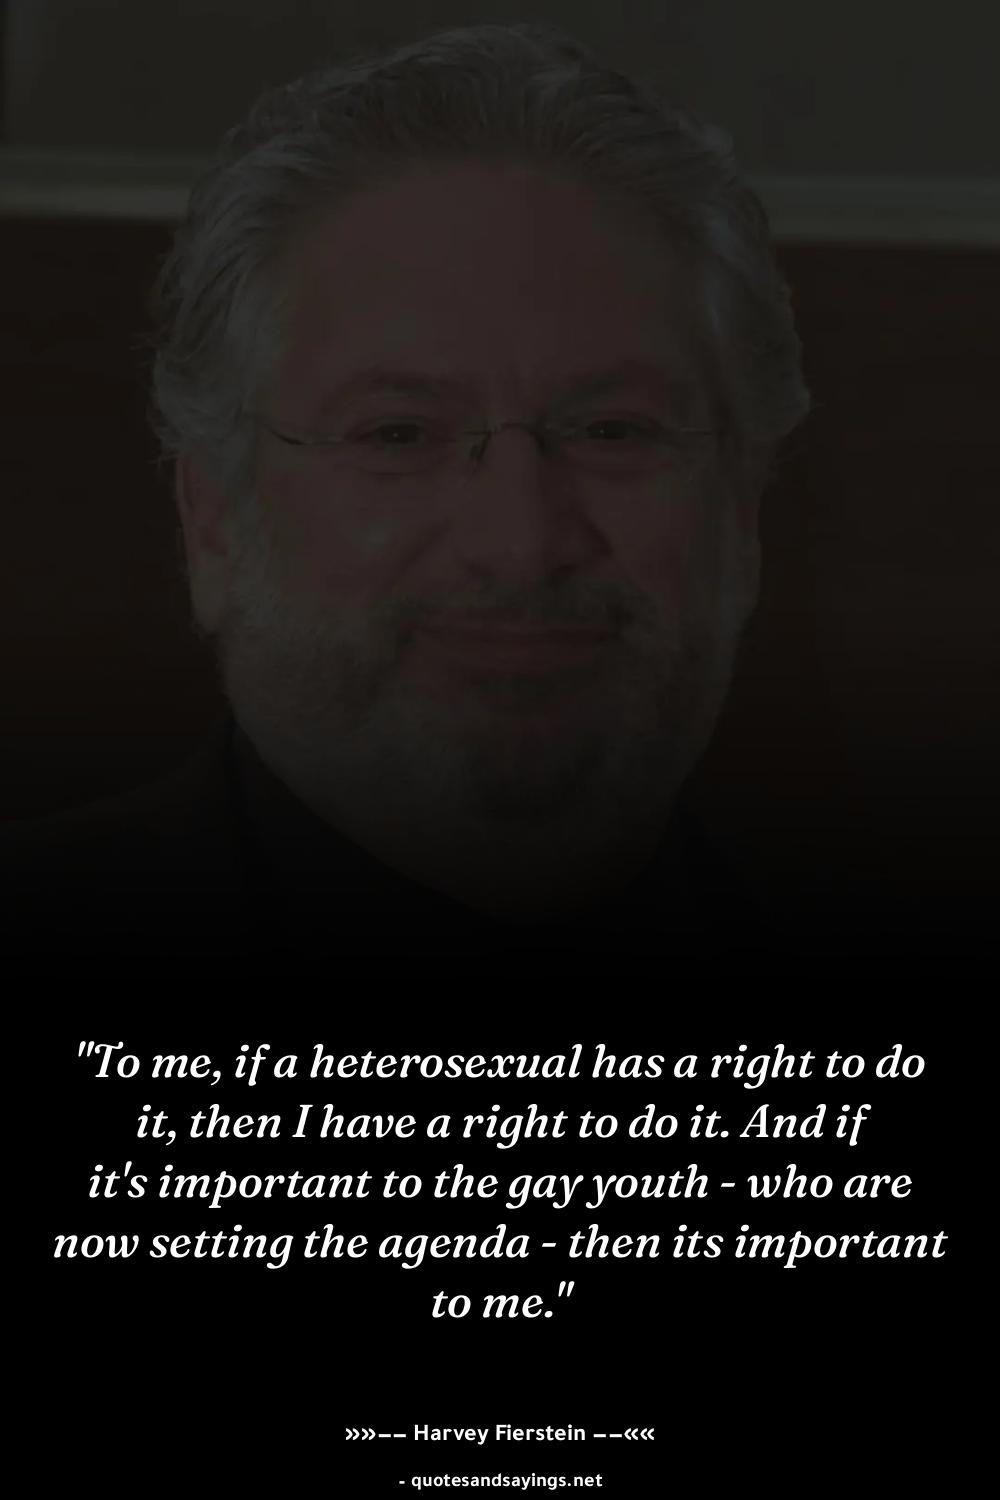 "To me, if a heterosexual has a right to do
it, then I have a right to do it. And if
it's important to the gay youth - who are
now setting the agenda - then its important
to me."
»»–– Harvey Fierstein ––««
- quotesandsayings.net